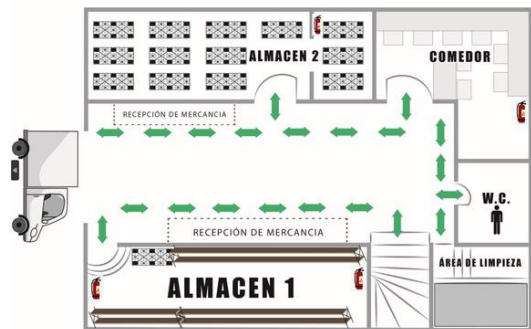 ALMACEN 2
COMEDOR
RECEPCIÓN DE MERCANCIA
W.C.
RECEPCIÓN DE MERCANCIA
ÁREA DE LIMPIEZA
ALMACEN 1